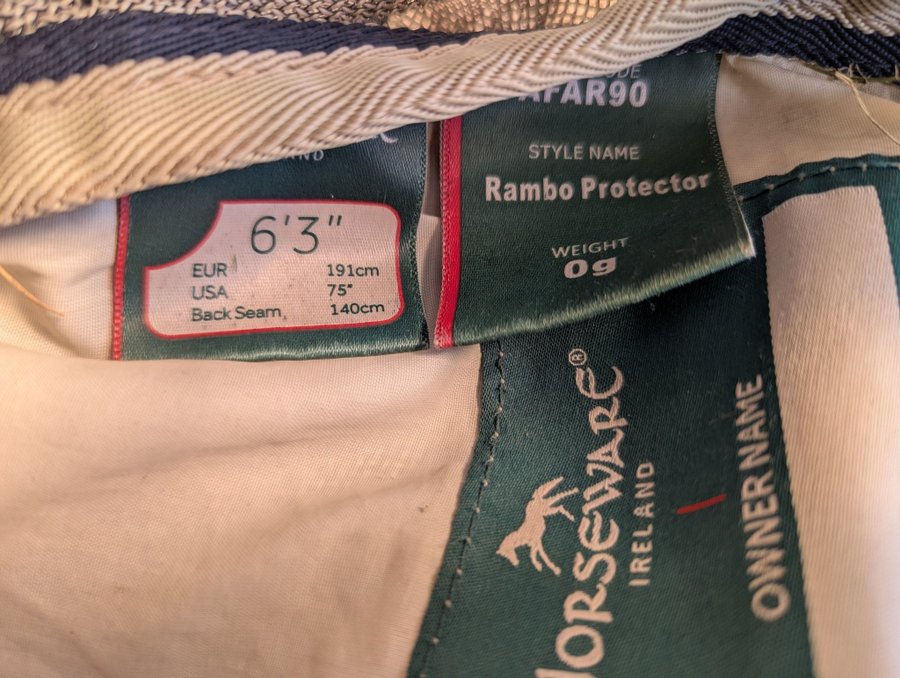 6'3"
EUR 191cm
USA 75"
Back Seam 140cm
AFAR90
STYLE NAME
Rambo Protector
WEIGHT
0g
HORSEWARE®
IRELAND
OWNER NAME